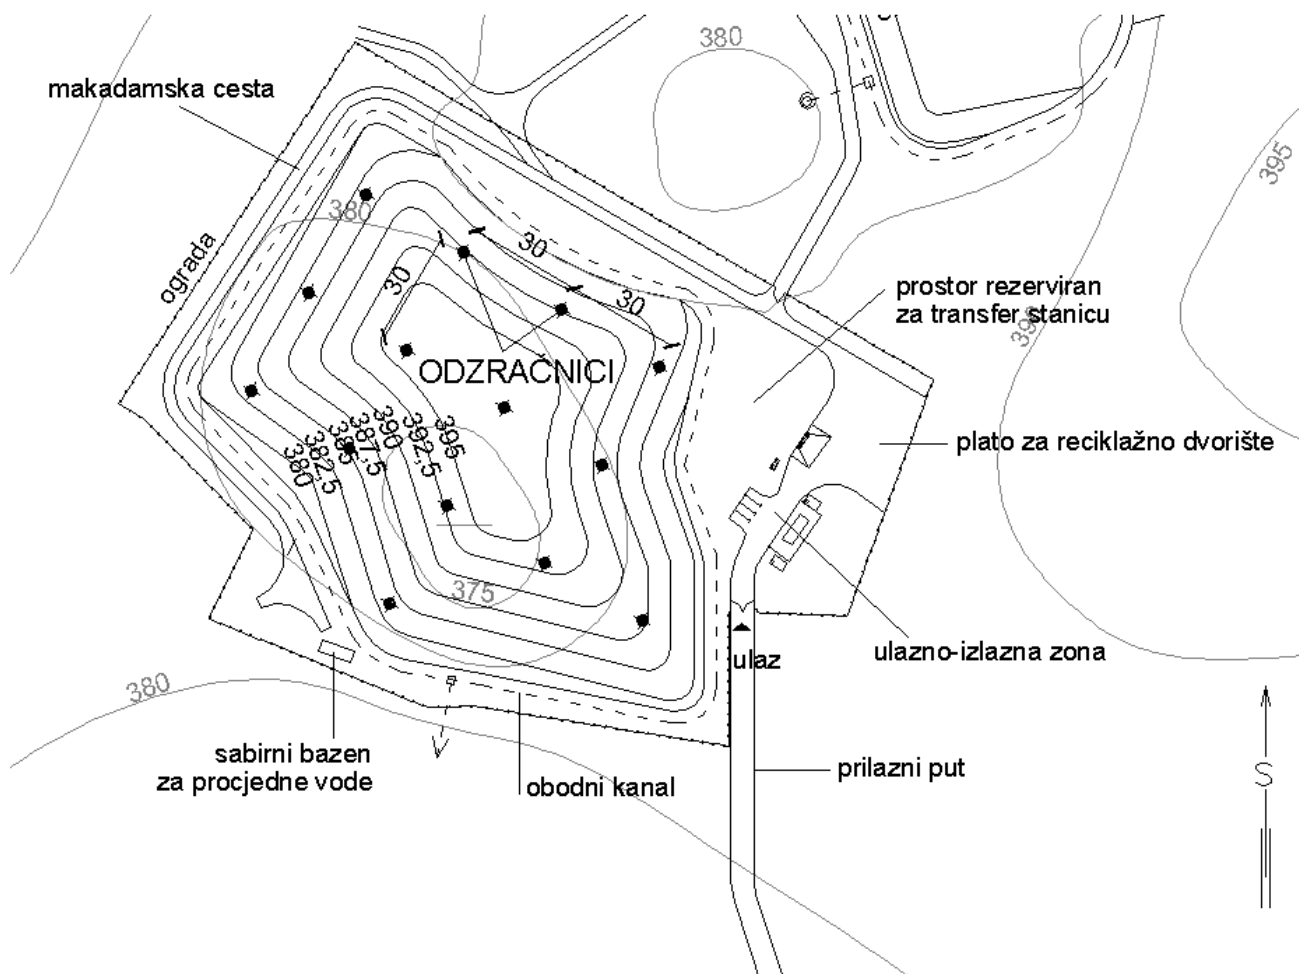 380
makadamska cesta
395
380
ograda
30
30
30
prostor rezerviran
za transfer stanicu
395
ODZRAČNICI
395
392,5
390
387,5
385
382,5
380
plato za reciklažno dvorište
375
ulaz
ulazno-izlazna zona
380
sabirni bazen
za procjedne vode
obodni kanal
prilazni put
S